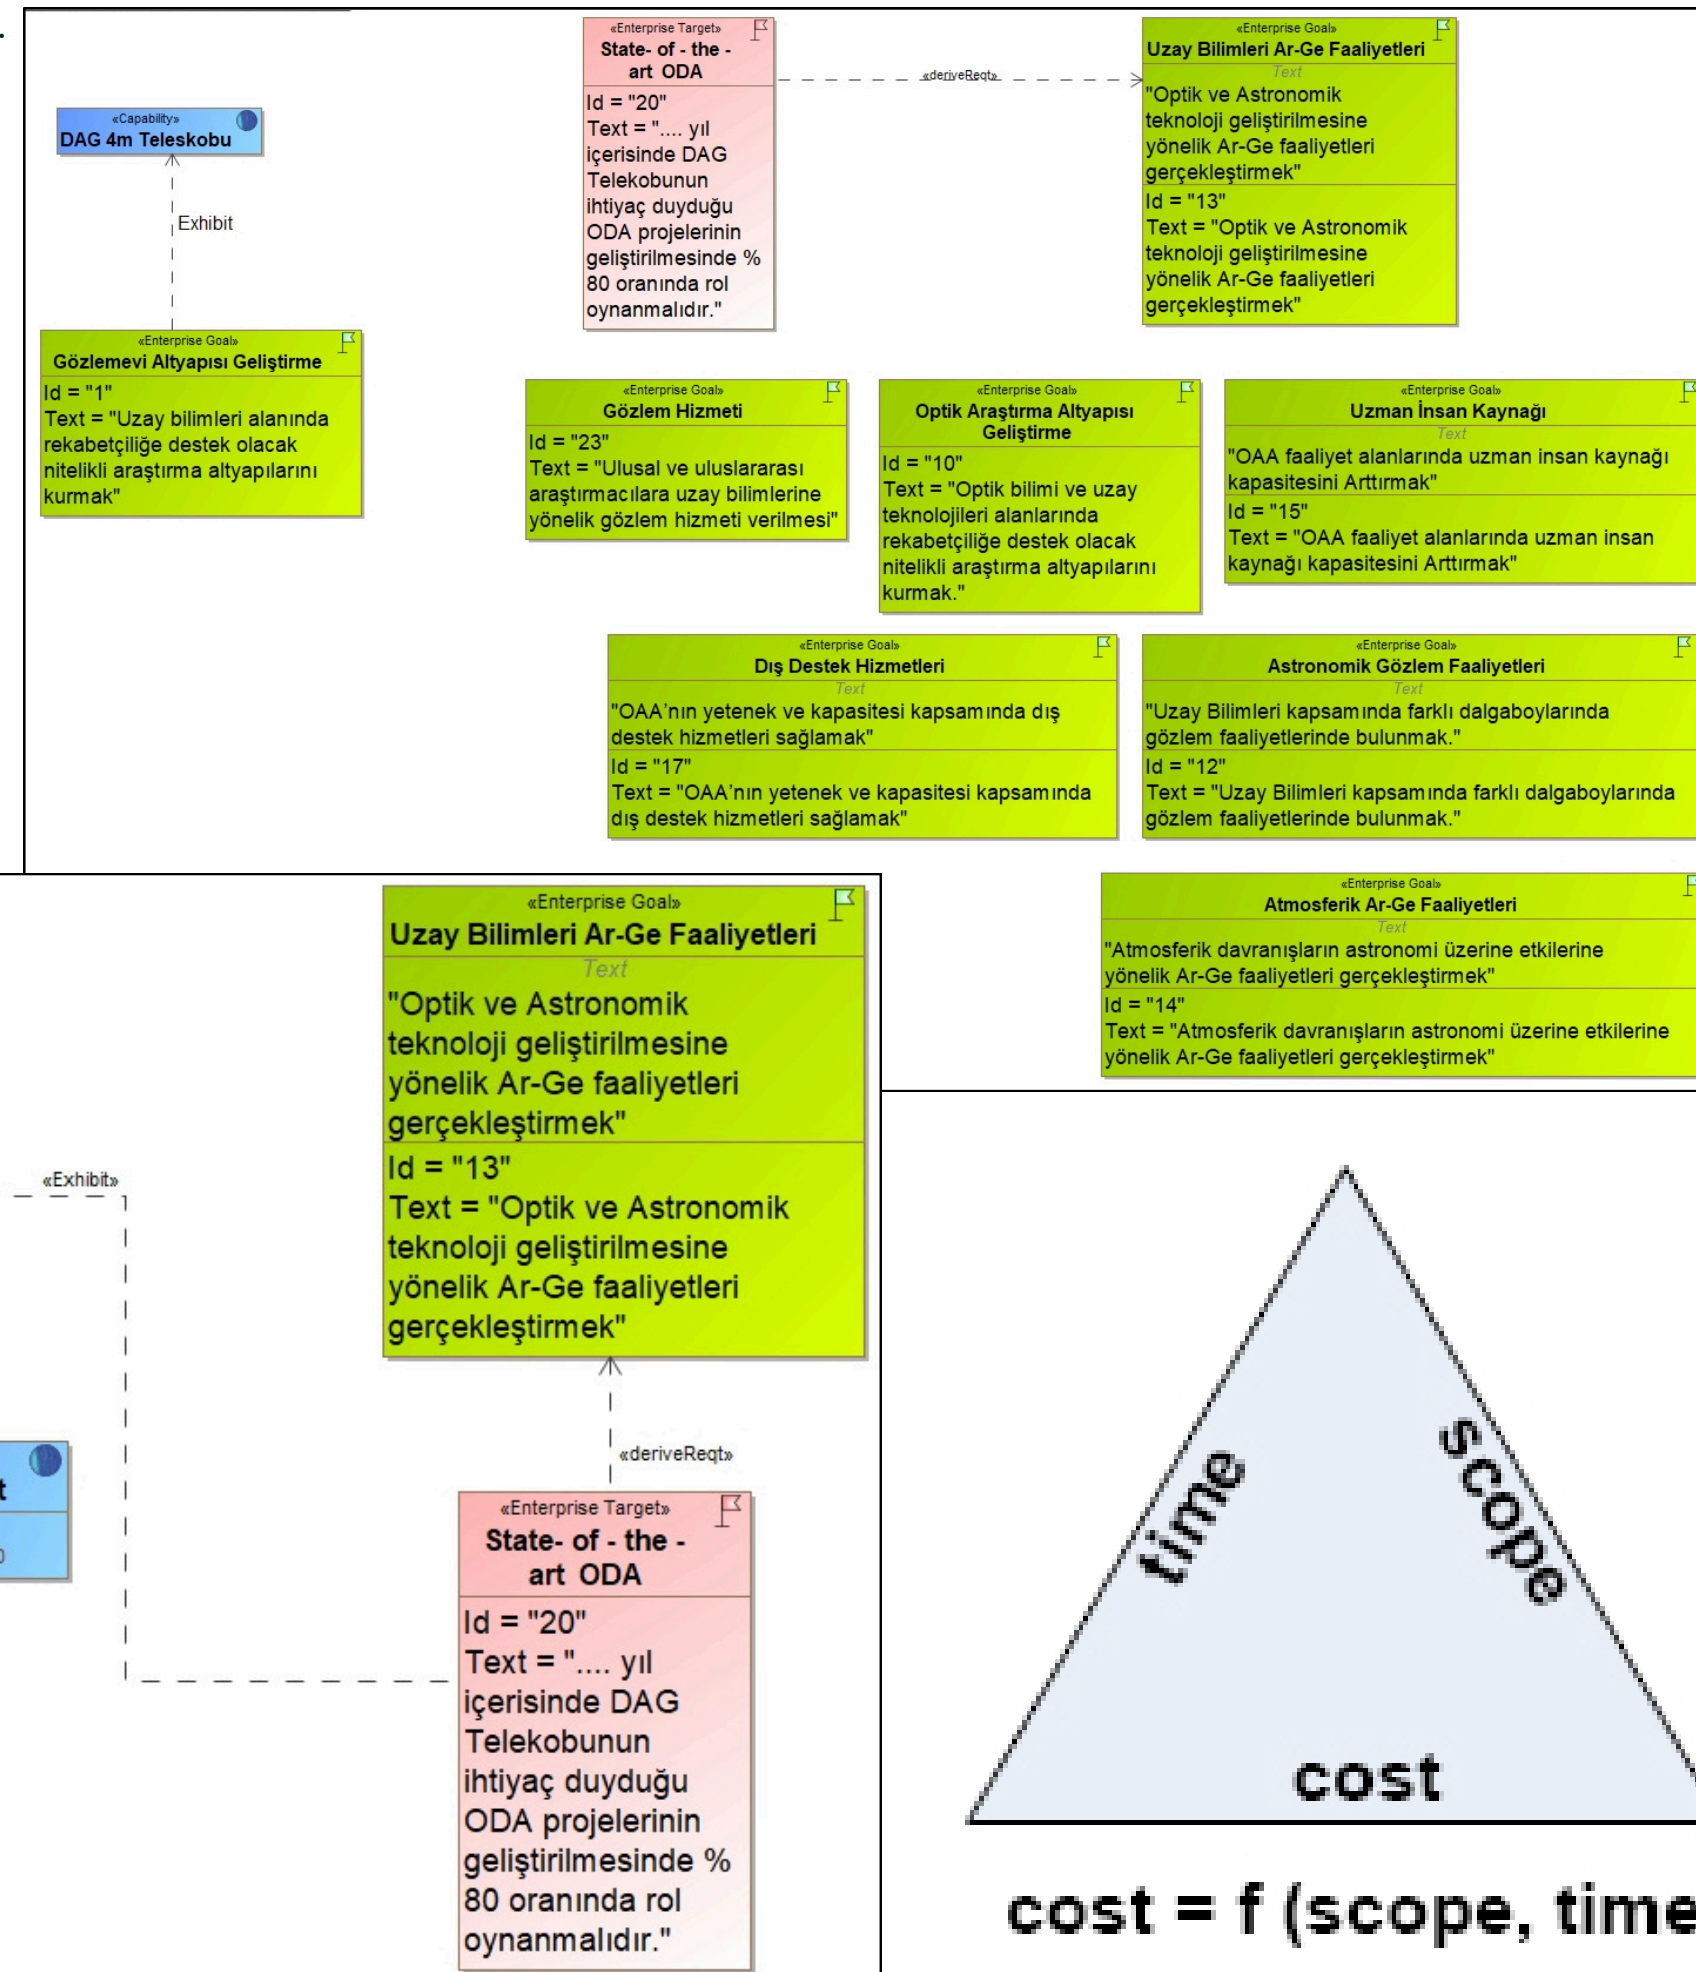 .
«Enterprise Target»
State- of - the -
art ODA
Id = "20"
Text = ".... yıl
içerisinde DAG
Telekobunun
ihtiyaç duyduğu
ODA projelerinin
geliştirilmesinde %
80 oranında rol
oynanmalıdır."
«deriveReqt»
«Enterprise Goal»
Uzay Bilimleri Ar-Ge Faaliyetleri
Text
"Optik ve Astronomik
teknoloji geliştirilmesine
yönelik Ar-Ge faaliyetleri
gerçekleştirmek"
Id = "13"
Text = "Optik ve Astronomik
teknoloji geliştirilmesine
yönelik Ar-Ge faaliyetleri
gerçekleştirmek"
«Capability»
DAG 4m Teleskobu
Exhibit
«Enterprise Goal»
Gözlemevi Altyapısı Geliştirme
Id = "1"
Text = "Uzay bilimleri alanında
rekabetçiliğe destek olacak
nitelikli araştırma altyapılarını
kurmak"
«Enterprise Goal»
Gözlem Hizmeti
Id = "23"
Text = "Ulusal ve uluslararası
araştırmacılara uzay bilimlerine
yönelik gözlem hizmeti verilmesi"
«Enterprise Goal»
Optik Araştırma Altyapısı
Geliştirme
Id = "10"
Text = "Optik bilimi ve uzay
teknolojileri alanlarında
rekabetçiliğe destek olacak
nitelikli araştırma altyapılarını
kurmak."
«Enterprise Goal»
Uzman İnsan Kaynağı
Text
"OAA faaliyet alanlarında uzman insan kaynağı
kapasitesini Arttırmak"
Id = "15"
Text = "OAA faaliyet alanlarında uzman insan
kaynağı kapasitesini Arttırmak"
«Enterprise Goal»
Dış Destek Hizmetleri
Text
"OAA'nın yetenek ve kapasitesi kapsamında dış
destek hizmetleri sağlamak"
Id = "17"
Text = "OAA'nın yetenek ve kapasitesi kapsamında
dış destek hizmetleri sağlamak"
«Enterprise Goal»
Astronomik Gözlem Faaliyetleri
Text
"Uzay Bilimleri kapsamında farklı dalgaboylarında
gözlem faaliyetlerinde bulunmak."
Id = "12"
Text = "Uzay Bilimleri kapsamında farklı dalgaboylarında
gözlem faaliyetlerinde bulunmak."
«Enterprise Goal»
Atmosferik Ar-Ge Faaliyetleri
Text
"Atmosferik davranışların astronomi üzerine etkilerine
yönelik Ar-Ge faaliyetleri gerçekleştirmek"
Id = "14"
Text = "Atmosferik davranışların astronomi üzerine etkilerine
yönelik Ar-Ge faaliyetleri gerçekleştirmek"
«Enterprise Goal»
Uzay Bilimleri Ar-Ge Faaliyetleri
Text
"Optik ve Astronomik
teknoloji geliştirilmesine
yönelik Ar-Ge faaliyetleri
gerçekleştirmek"
Id = "13"
Text = "Optik ve Astronomik
teknoloji geliştirilmesine
yönelik Ar-Ge faaliyetleri
gerçekleştirmek"
«Exhibit»
t
«deriveReqt»
«Enterprise Target»
State- of - the -
art ODA
Id = "20"
Text = ".... yıl
içerisinde DAG
Telekobunun
ihtiyaç duyduğu
ODA projelerinin
geliştirilmesinde %
80 oranında rol
oynanmalıdır."
time
scope
cost
cost = f (scope, time